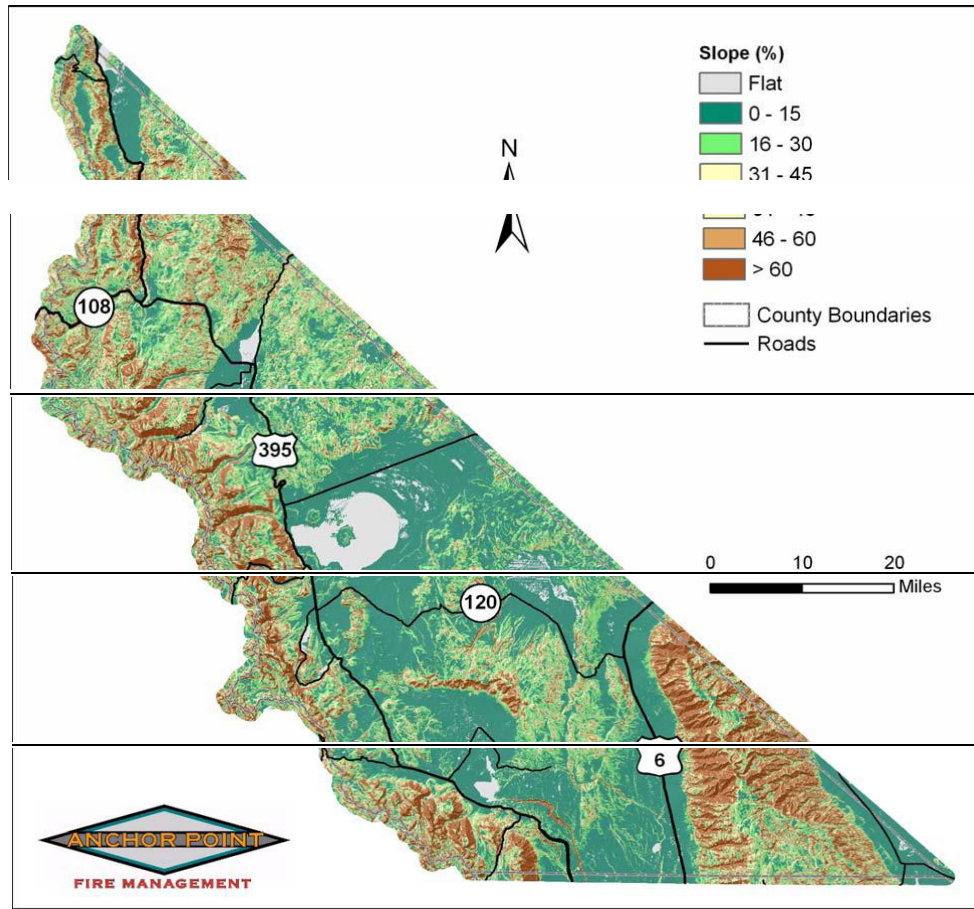 Slope (%)
Flat
0 - 15
16 - 30
31 - 45
46 - 60
> 60
County Boundaries
Roads
N
108
395
0 10 20
Miles
120
6
ANCHOR POINT
FIRE MANAGEMENT